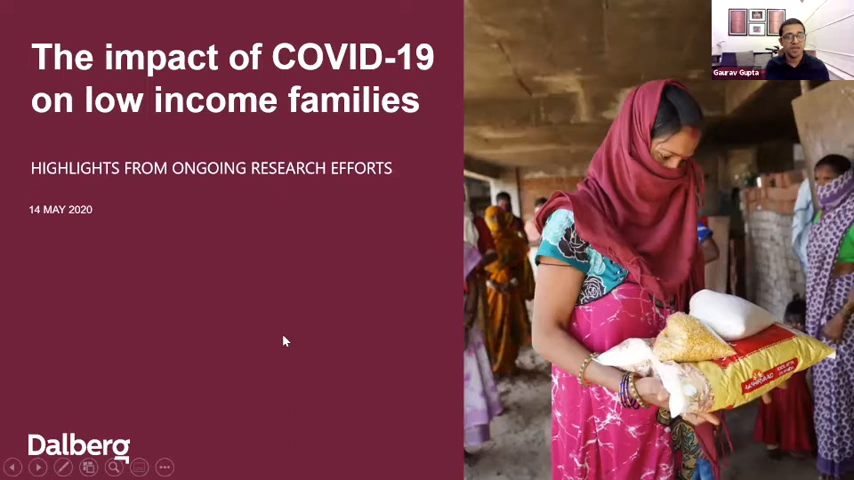 The impact of COVID-19
on low income families
HIGHLIGHTS FROM ONGOING RESEARCH EFFORTS
14 MAY 2020
Dalberg
Gaurav Gupta